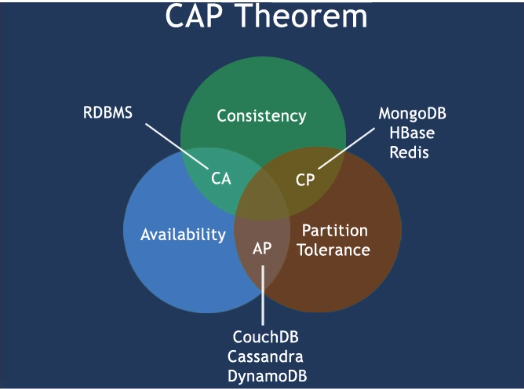 CAP Theorem
RDBMS
Consistency
MongoDB
HBase
Redis
CA
CP
Availability
Partition
Tolerance
AP
CouchDB
Cassandra
DynamoDB